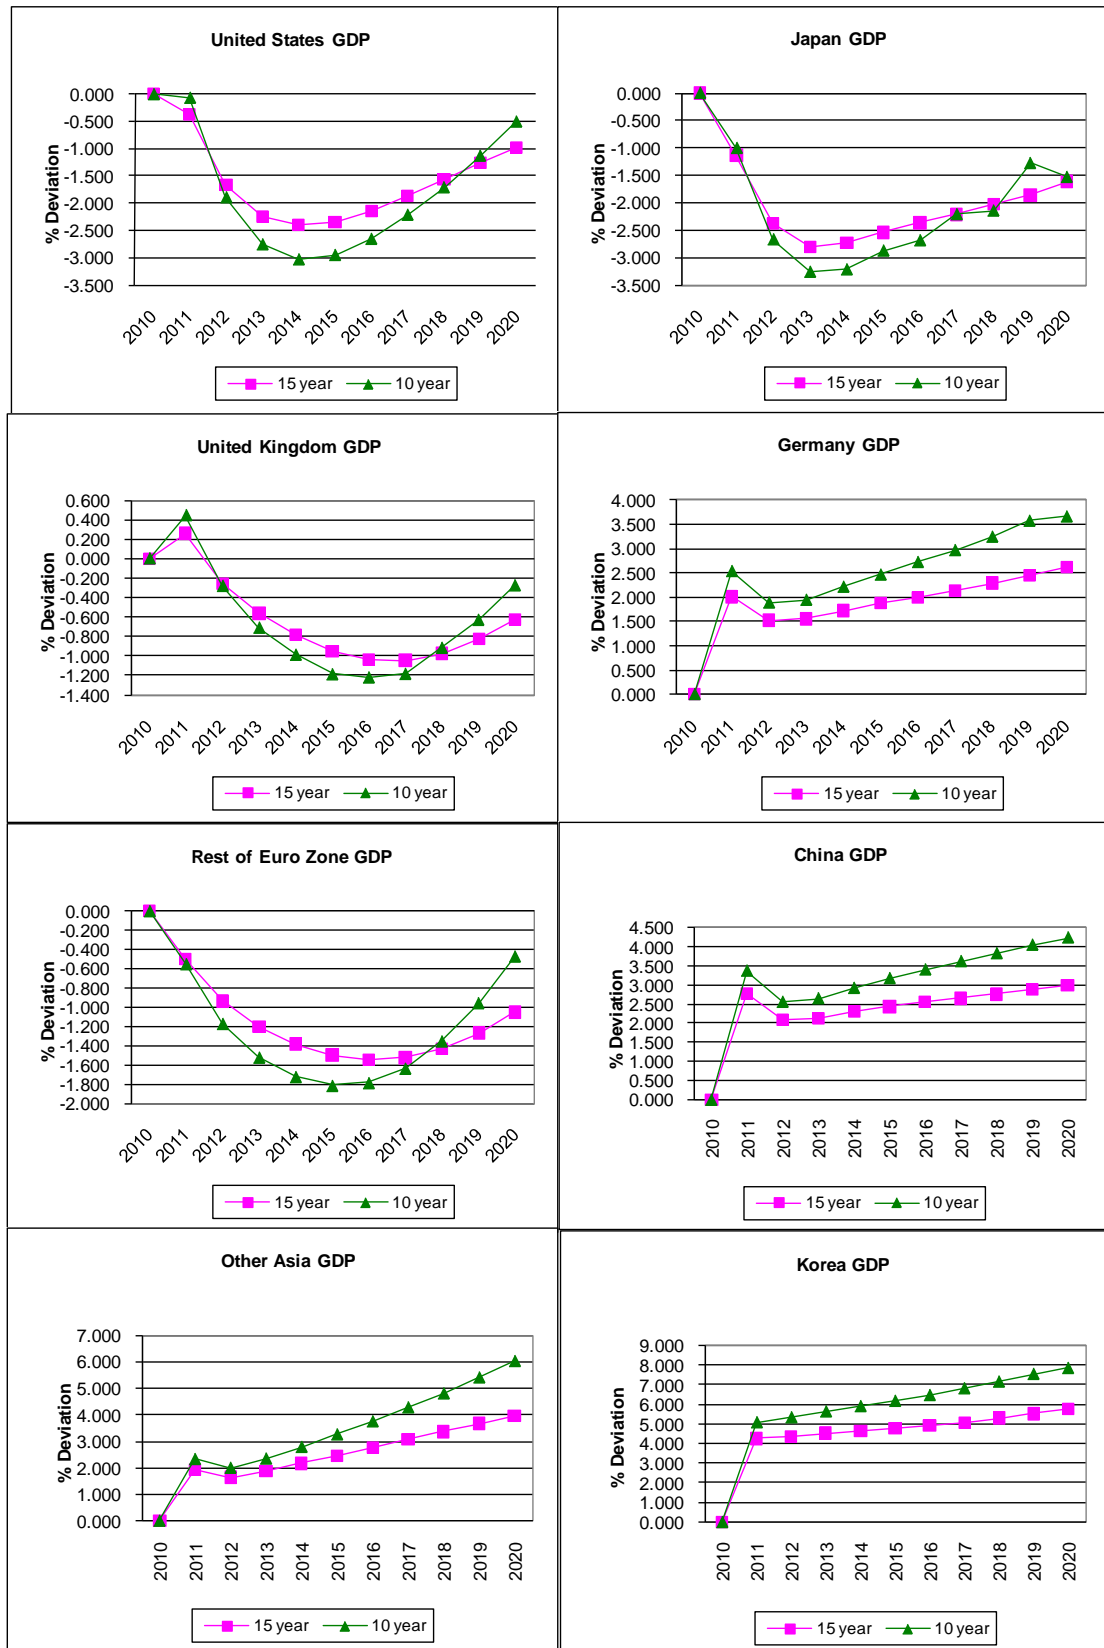 United States GDP
% Deviation
0.000
-0.500
-1.000
-1.500
-2.000
-2.500
-3.000
-3.500
2010 2011 2012 2013 2014 2015 2016 2017 2018 2019 2020
15 year 10 year
Japan GDP
% Deviation
0.000
-0.500
-1.000
-1.500
-2.000
-2.500
-3.000
-3.500
2010 2011 2012 2013 2014 2015 2016 2017 2018 2019 2020
15 year 10 year
United Kingdom GDP
% Deviation
0.600
0.400
0.200
0.000
-0.200
-0.400
-0.600
-0.800
-1.000
-1.200
-1.400
2010 2011 2012 2013 2014 2015 2016 2017 2018 2019 2020
15 year 10 year
Germany GDP
% Deviation
4.000
3.500
3.000
2.500
2.000
1.500
1.000
0.500
0.000
2010 2011 2012 2013 2014 2015 2016 2017 2018 2019 2020
15 year 10 year
Rest of Euro Zone GDP
% Deviation
0.000
-0.200
-0.400
-0.600
-0.800
-1.000
-1.200
-1.400
-1.600
-1.800
-2.000
2010 2011 2012 2013 2014 2015 2016 2017 2018 2019 2020
15 year 10 year
China GDP
% Deviation
4.500
4.000
3.500
3.000
2.500
2.000
1.500
1.000
0.500
0.000
2010 2011 2012 2013 2014 2015 2016 2017 2018 2019 2020
15 year 10 year
Other Asia GDP
% Deviation
7.000
6.000
5.000
4.000
3.000
2.000
1.000
0.000
2010 2011 2012 2013 2014 2015 2016 2017 2018 2019 2020
15 year 10 year
Korea GDP
% Deviation
9.000
8.000
7.000
6.000
5.000
4.000
3.000
2.000
1.000
0.000
2010 2011 2012 2013 2014 2015 2016 2017 2018 2019 2020
15 year 10 year